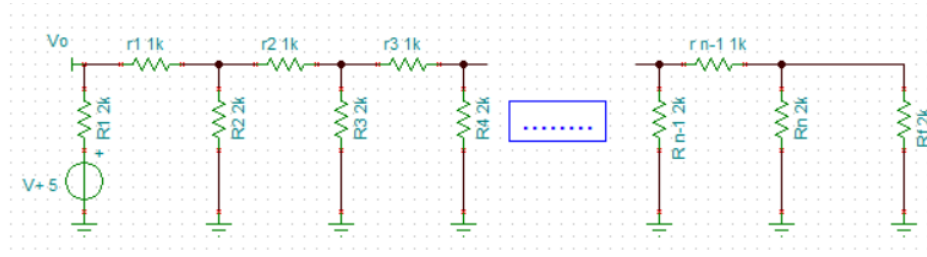 Vo
r1 1k
r2 1k
r3 1k
r n-1 1k
R1 2k
R2 2k
R3 2k
R4 2k
........
R n-1 2k
Rn 2k
Rf 2k
+
V+ 5